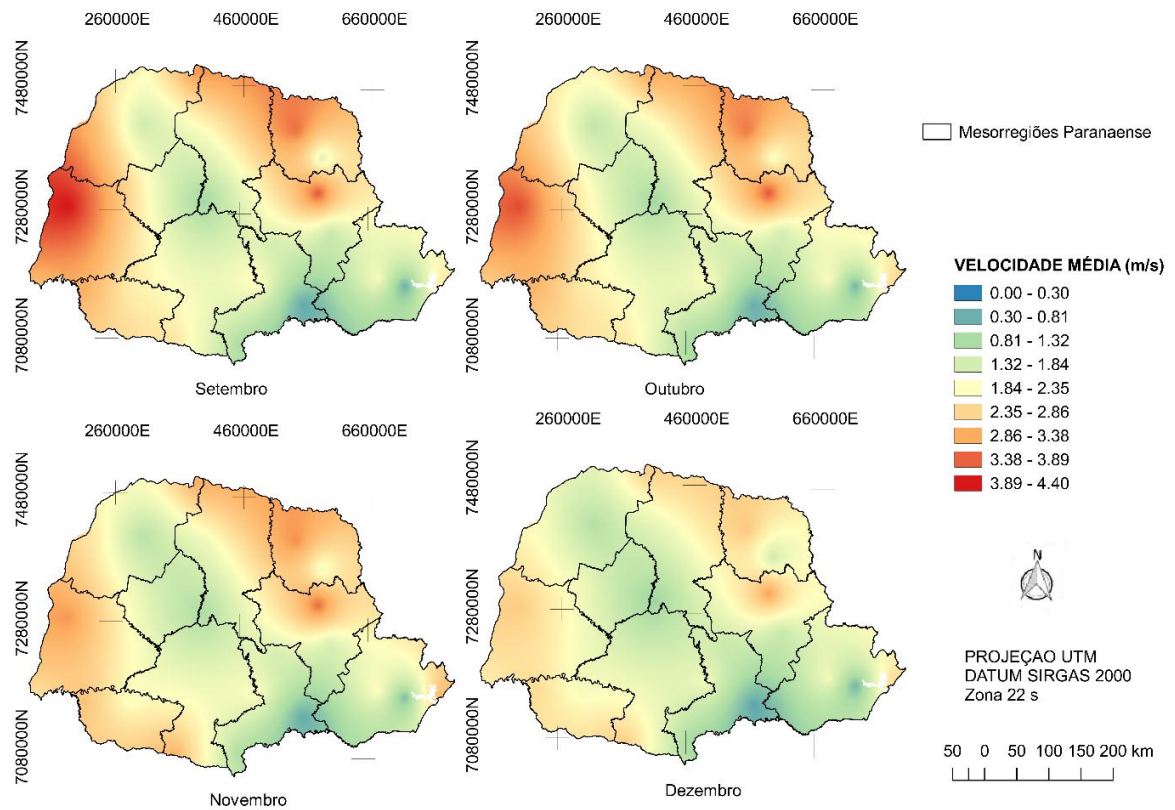 260000E 460000E 660000E
260000E 460000E 660000E
7480000N
7280000N
7080000N
7480000N
7280000N
7080000N
Setembro
Outubro
260000E 460000E 660000E
260000E 460000E 660000E
7480000N
7280000N
7080000N
7480000N
7280000N
7080000N
Novembro
Dezembro
Mesorregiões Paranaense
VELOCIDADE MÉDIA (m/s)
0.00 - 0.30
0.30 - 0.81
0.81 - 1.32
1.32 - 1.84
1.84 - 2.35
2.35 - 2.86
2.86 - 3.38
3.38 - 3.89
3.89 - 4.40
N
PROJEÇAO UTM
DATUM SIRGAS 2000
Zona 22 s
50 0 50 100 150 200 km